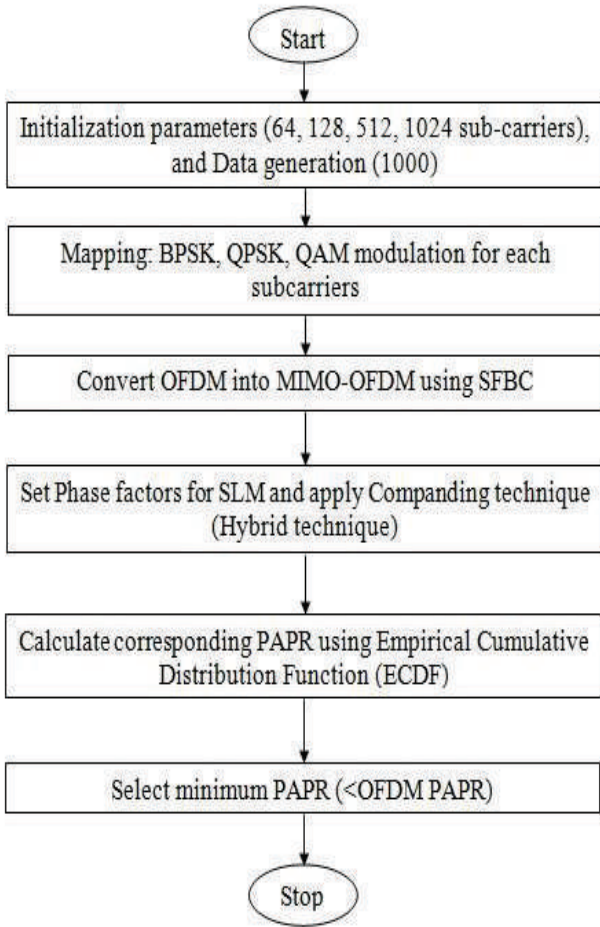 Start
Initialization parameters (64, 128, 512, 1024 sub-carriers),
and Data generation (1000)
Mapping: BPSK, QPSK, QAM modulation for each
subcarriers
Convert OFDM into MIMO-OFDM using SFBC
Set Phase factors for SLM and apply Companding technique
(Hybrid technique)
Calculate corresponding PAPR using Empirical Cumulative
Distribution Function (ECDF)
Select minimum PAPR (<OFDM PAPR)
Stop